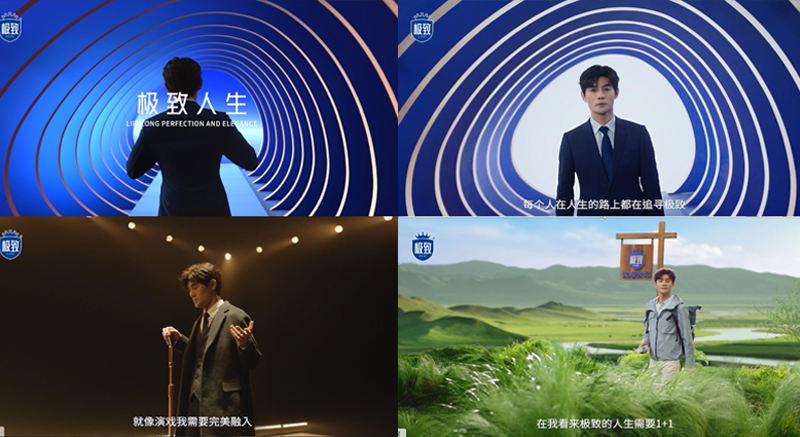 极致
极致人生
LIFELONG PERFECTION AND ELEGANCE
极致
每个人在人生的路上都在追寻极致
极致
就像演戏我需要完美融入
极致
极致
在我看来极致的人生需要1+1